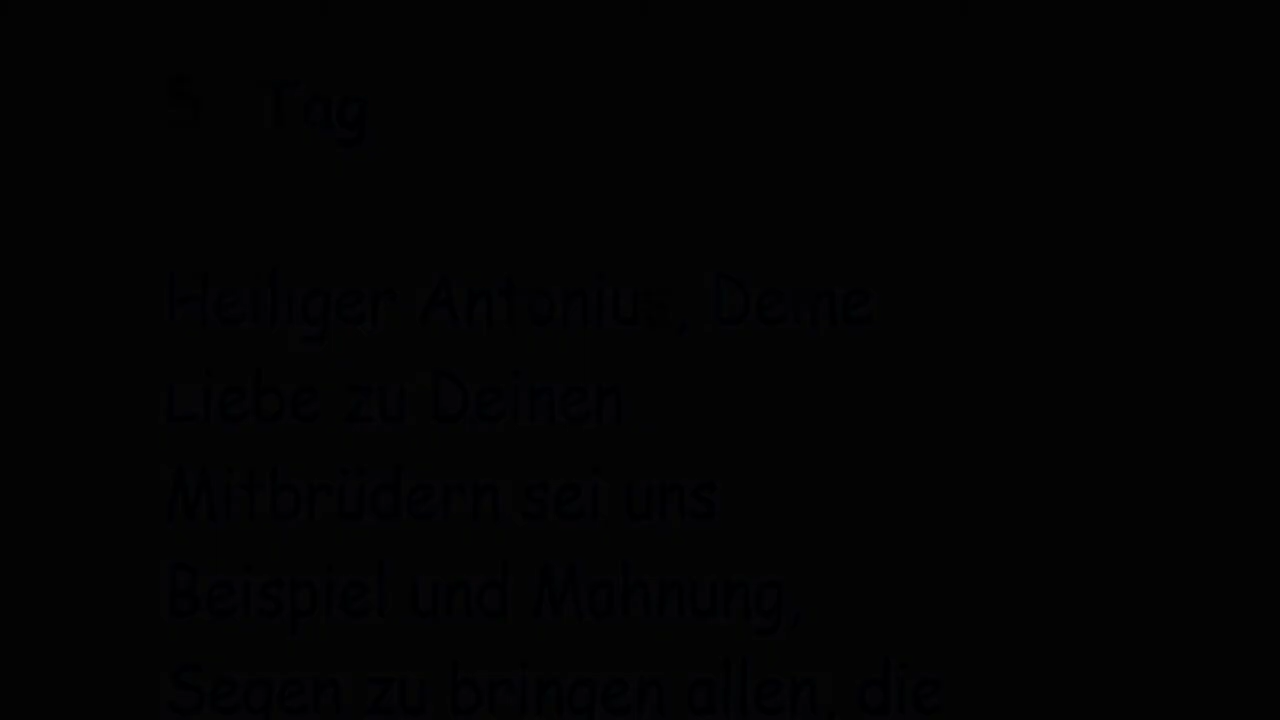 5. Tag
Heiliger Antonius, Deine
Liebe zu Deinen
Mitbrüdern sei uns
Beispiel und Mahnung,
Segen zu bringen allen, die